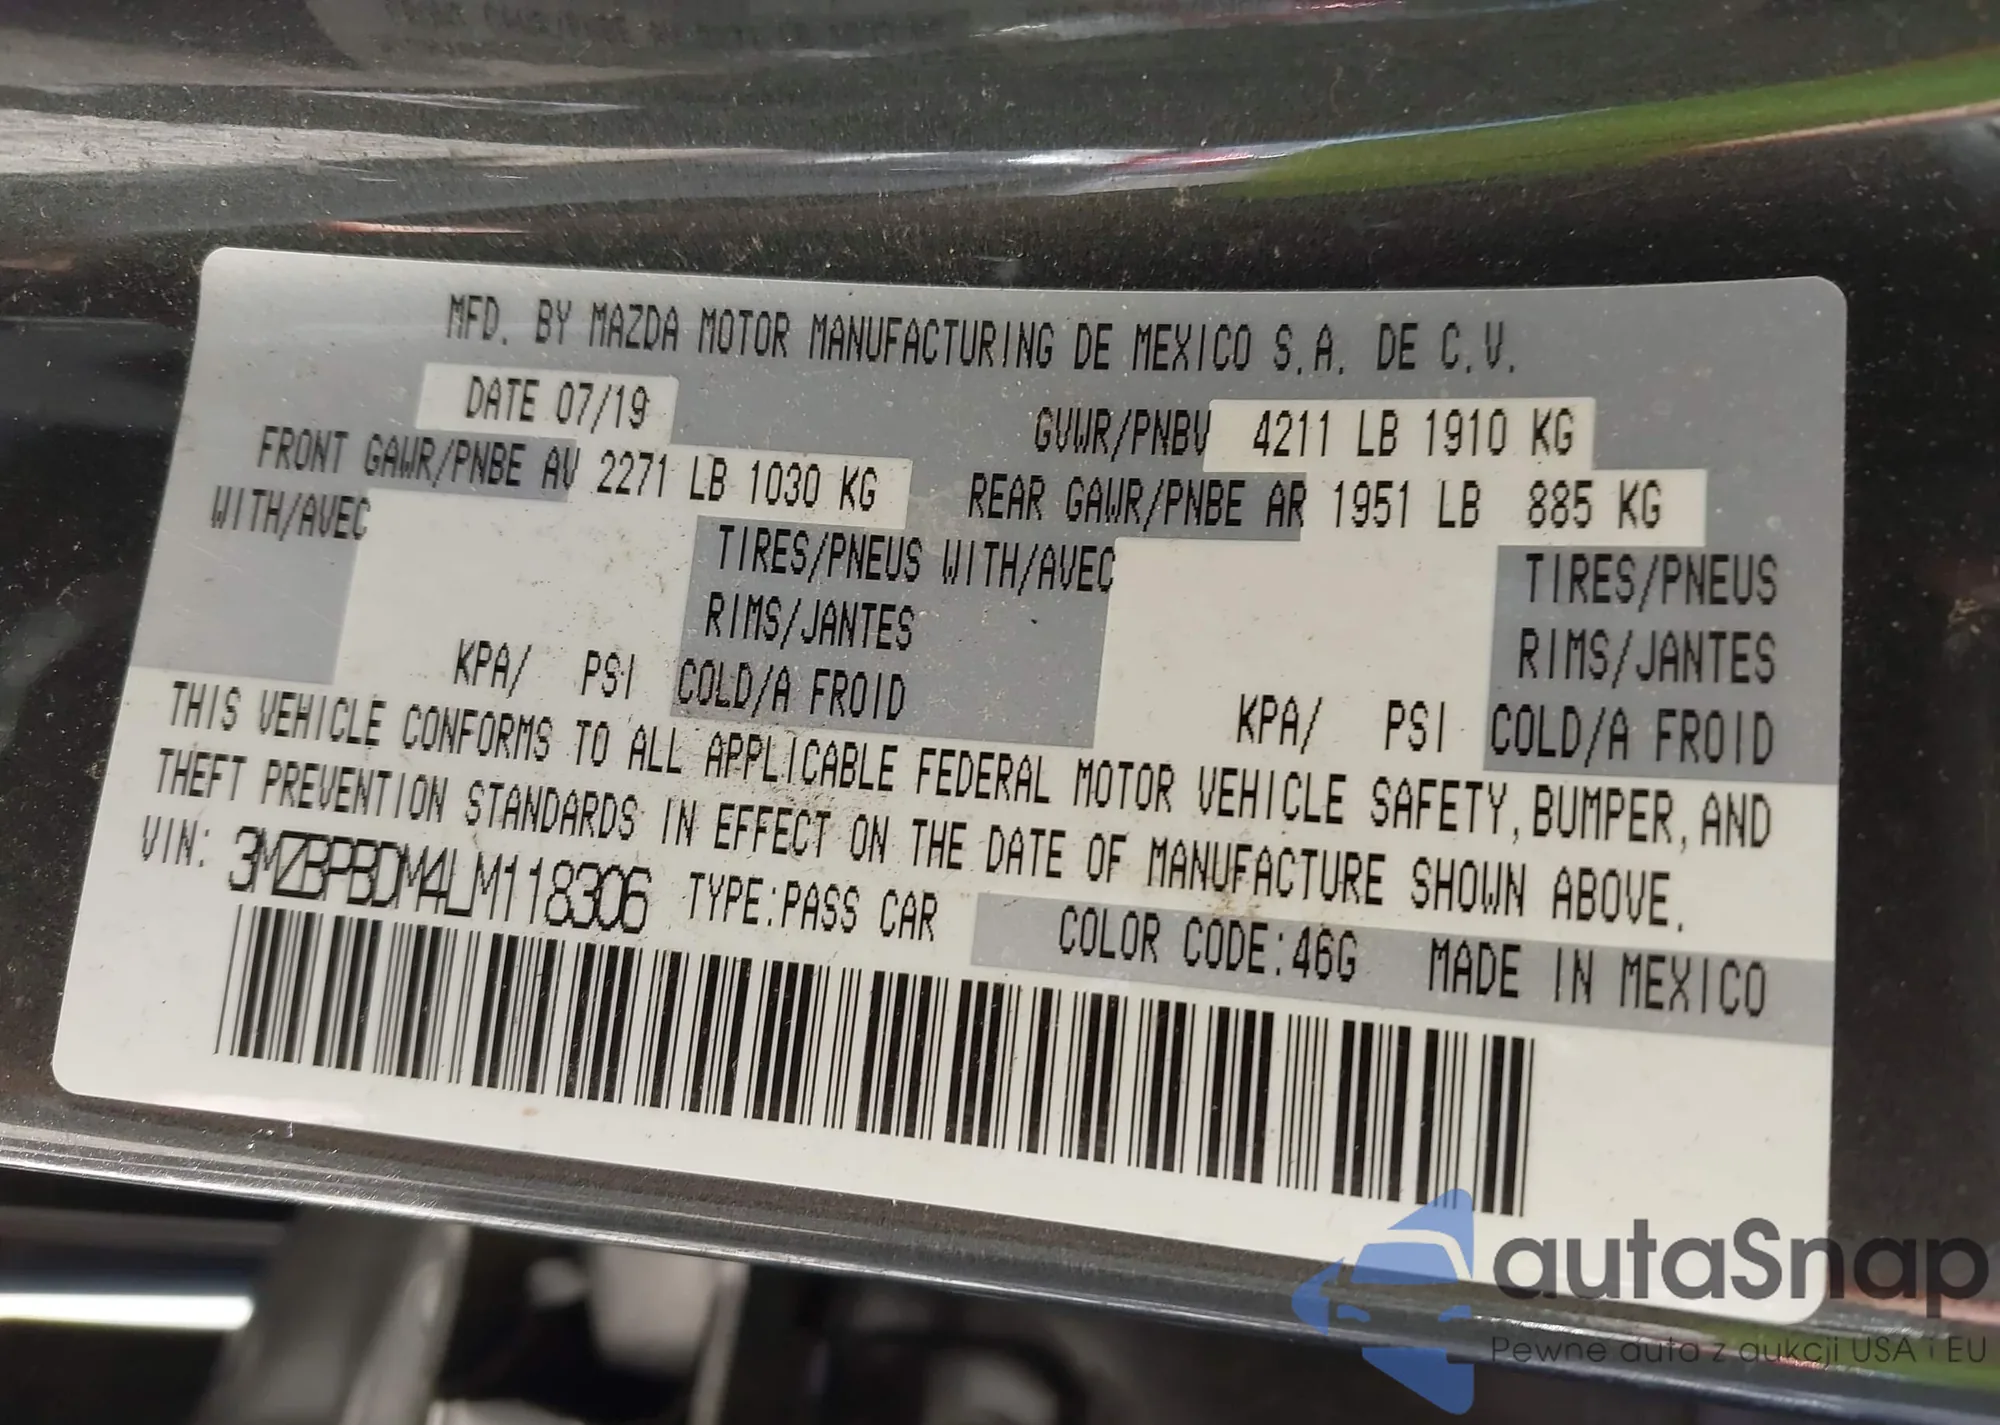 MFD. BY MAZDA MOTOR MANUFACTURING DE MEXICO S.A. DE C.V.
DATE 07/19 GVWR/PNBV 4211 LB 1910 KG
FRONT GAWR/PNBE AV 2271 LB 1030 KG REAR GAWR/PNBE AR 1951 LB 885 KG
WITH/AVEC TIRES/PNEUS WITH/AVEC TIRES/PNEUS
RIMS/JANTES RIMS/JANTES
KPA/ PSI COLD/A FROID KPA/ PSI COLD/A FROID
THIS VEHICLE CONFORMS TO ALL APPLICABLE FEDERAL MOTOR VEHICLE SAFETY, BUMPER, AND
THEFT PREVENTION STANDARDS IN EFFECT ON THE DATE OF MANUFACTURE SHOWN ABOVE.
VIN: 3MZBPBDM4LM118306 TYPE:PASS CAR
COLOR CODE:46G MADE IN MEXICO
autaSnap
Pewne auta z aukcji USA i EU